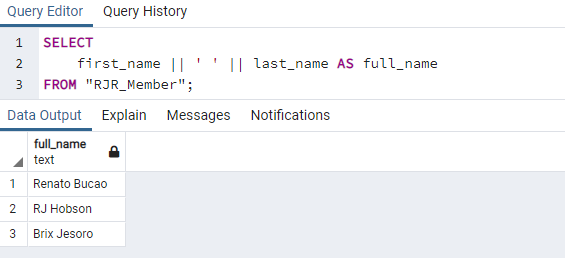 Query Editor Query History
1 SELECT
2 first_name || ' ' || last_name AS full_name
3 FROM "RJR_Member";
Data Output Explain Messages Notifications
full_name
text
1 Renato Bucao
2 RJ Hobson
3 Brix Jesoro